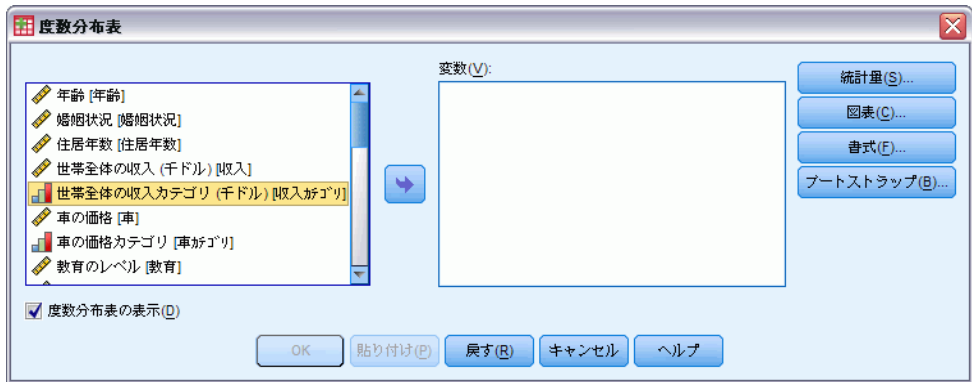 度数分布表
変数(V):
年齢 [年齢]
婚姻状況 [婚姻状況]
住居年数 [住居年数]
世帯全体の収入 (千ドル) [収入]
世帯全体の収入カテゴリ (千ドル) [収入ｶﾃｺﾞﾘ]
車の価格 [車]
車の価格カテゴリ [車ｶﾃｺﾞﾘ]
教育のレベル [教育]
統計量(S)...
図表(C)...
書式(F)...
ブートストラップ(B)...
度数分布表の表示(D)
OK
貼り付け(P)
戻す(R)
キャンセル
ヘルプ